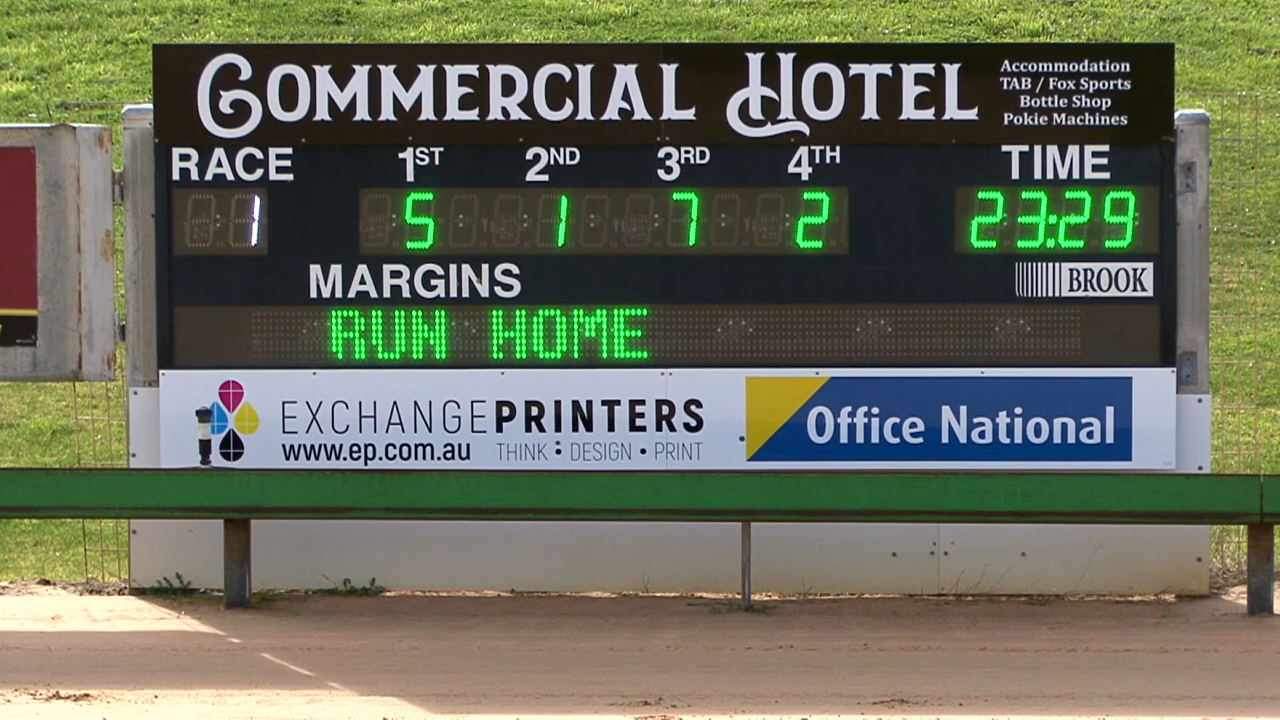 COMMERCIAL HOTEL
Accommodation
TAB / Fox Sports
Bottle Shop
Pokie Machines
RACE 1ST 2ND 3RD 4TH TIME
1 5 1 7 2 23:29
MARGINS
BROOK
RUN HOME
EXCHANGEPRINTERS
www.ep.com.au THINK : DESIGN • PRINT
Office National